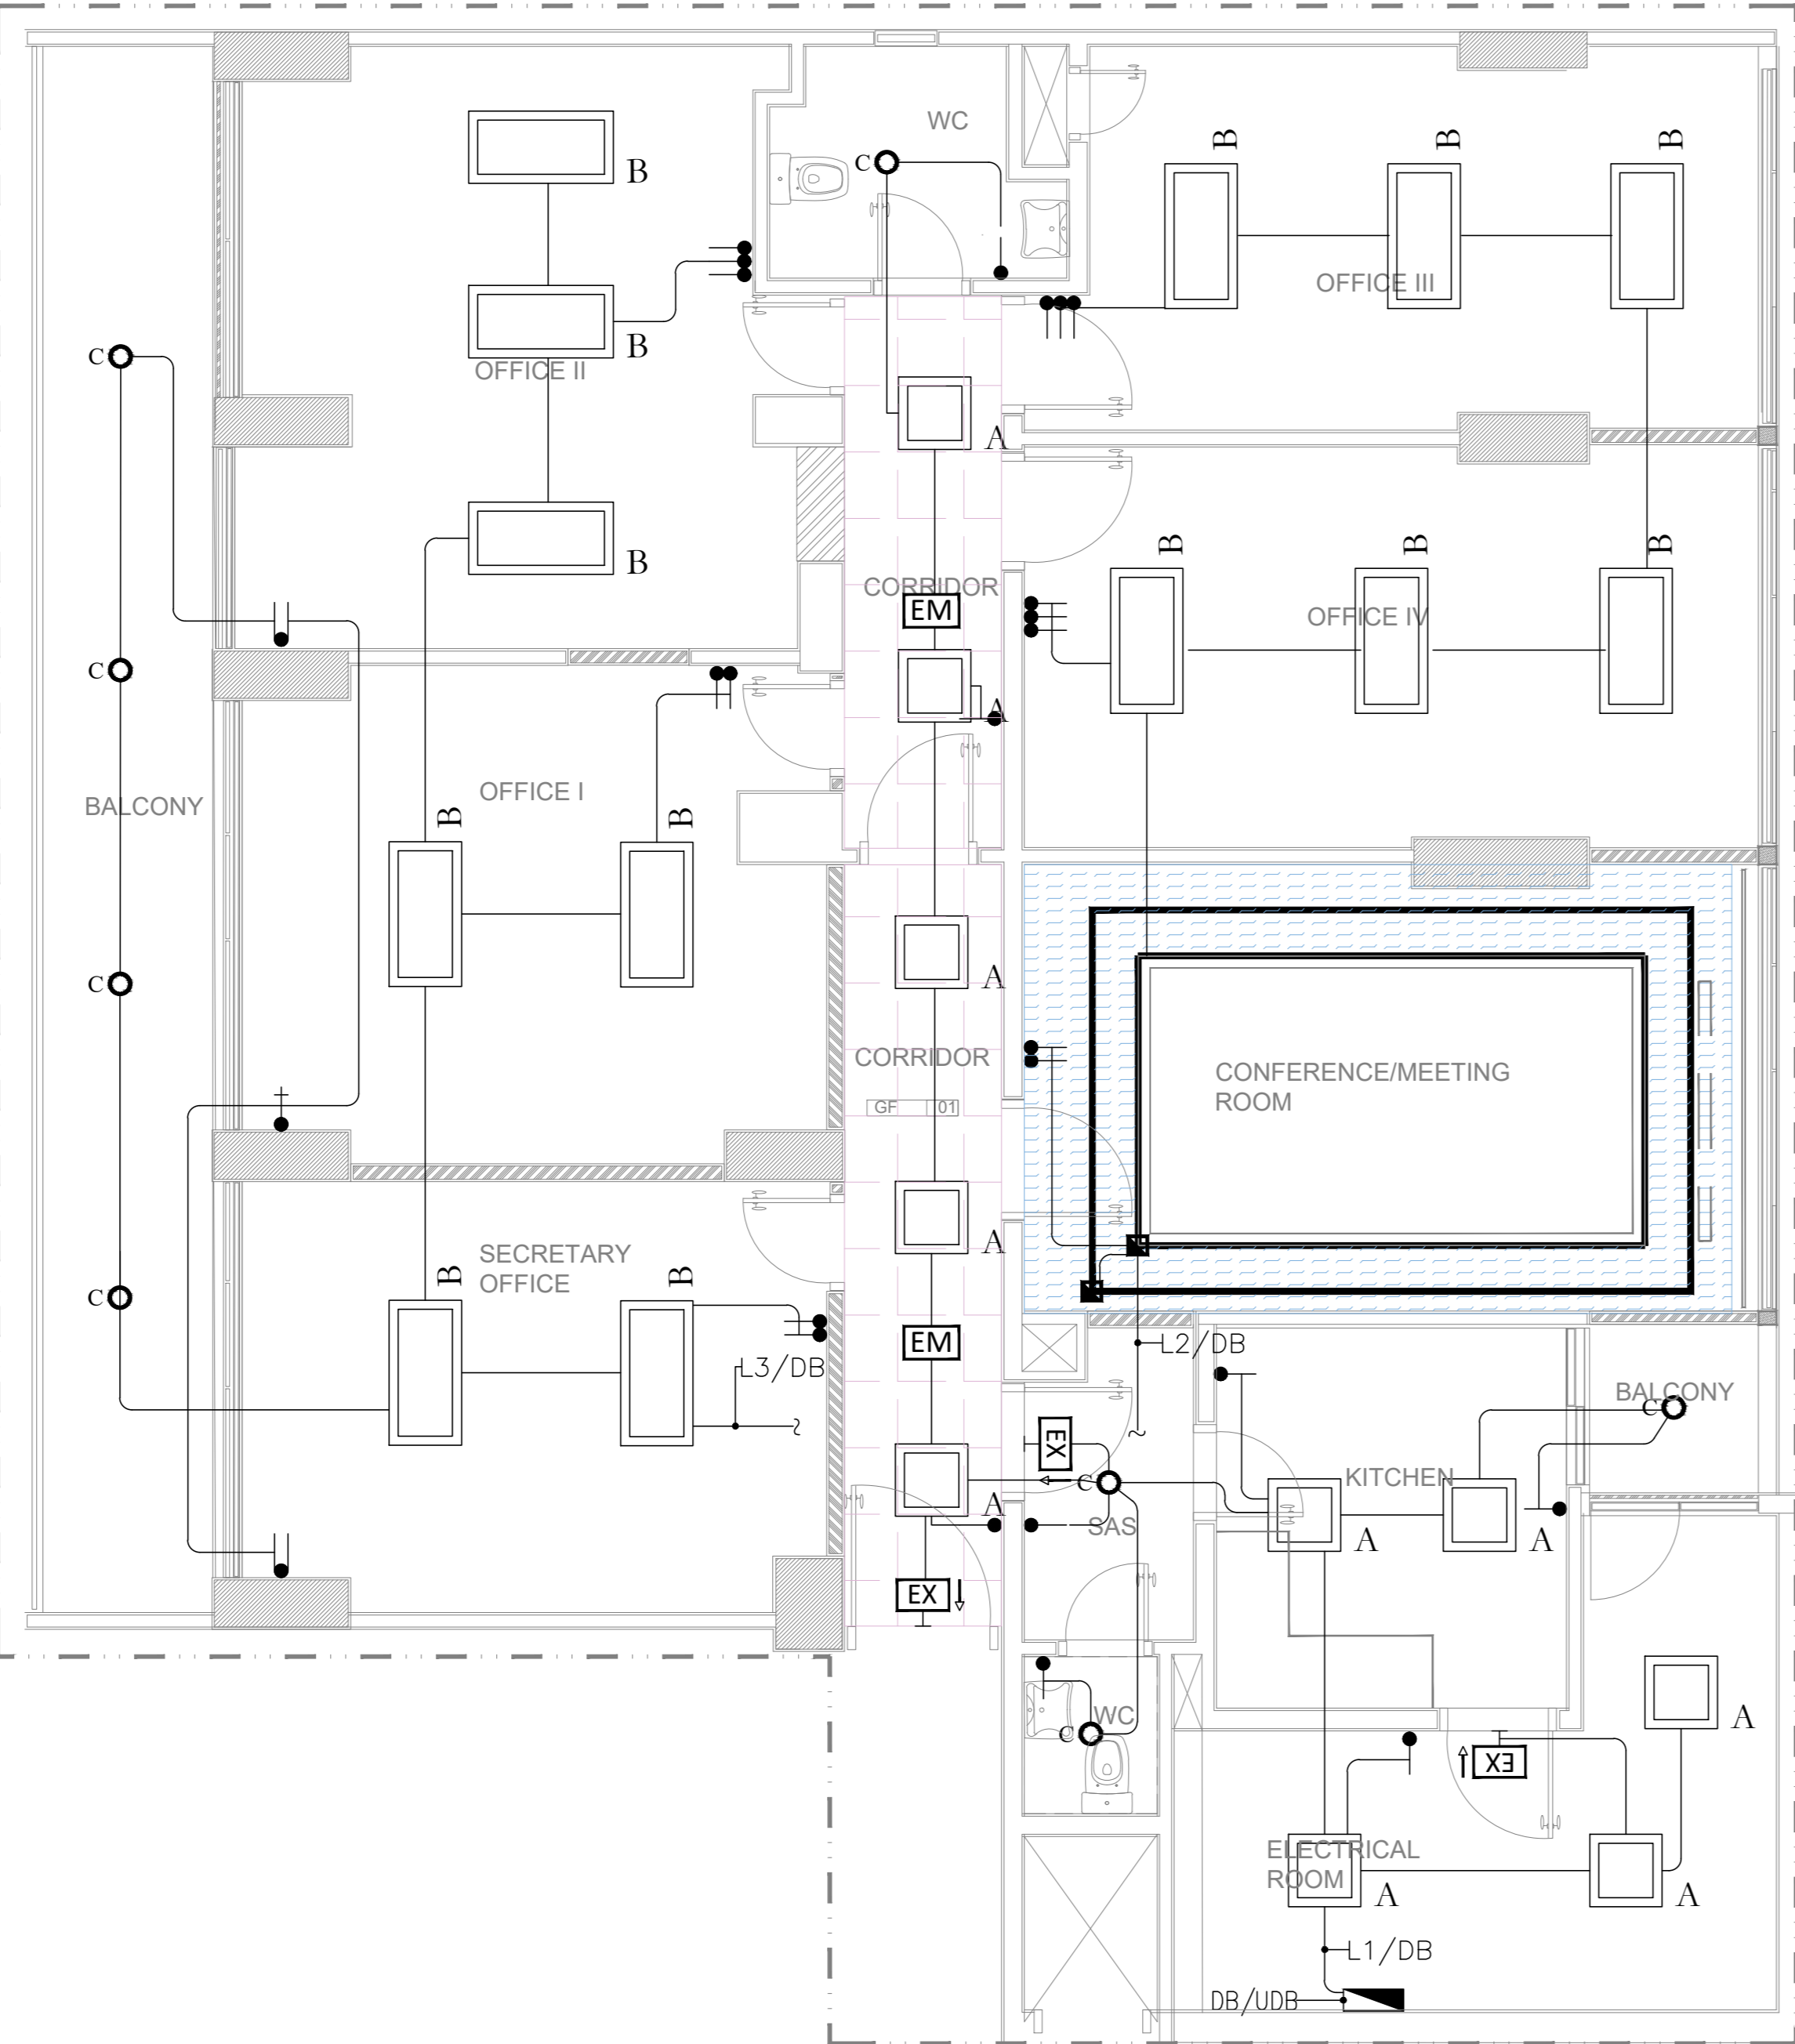 WC
C
B
B
B
B
OFFICE III
B
B
OFFICE II
C
A
B
B
B
B
CORRIDOR
EM
OFFICE IV
C
A
OFFICE I
BALCONY
B
B
C
A
CORRIDOR
CONFERENCE/MEETING
ROOM
GF
01
A
SECRETARY
OFFICE
B
B
C
EM
L2/DB
L3/DB
BALCONY
C
EX
KITCHEN
C
A
SAS
A
A
EX
WC
C
A
EX
ELECTRICAL
ROOM
A
A
L1/DB
DB/UDB